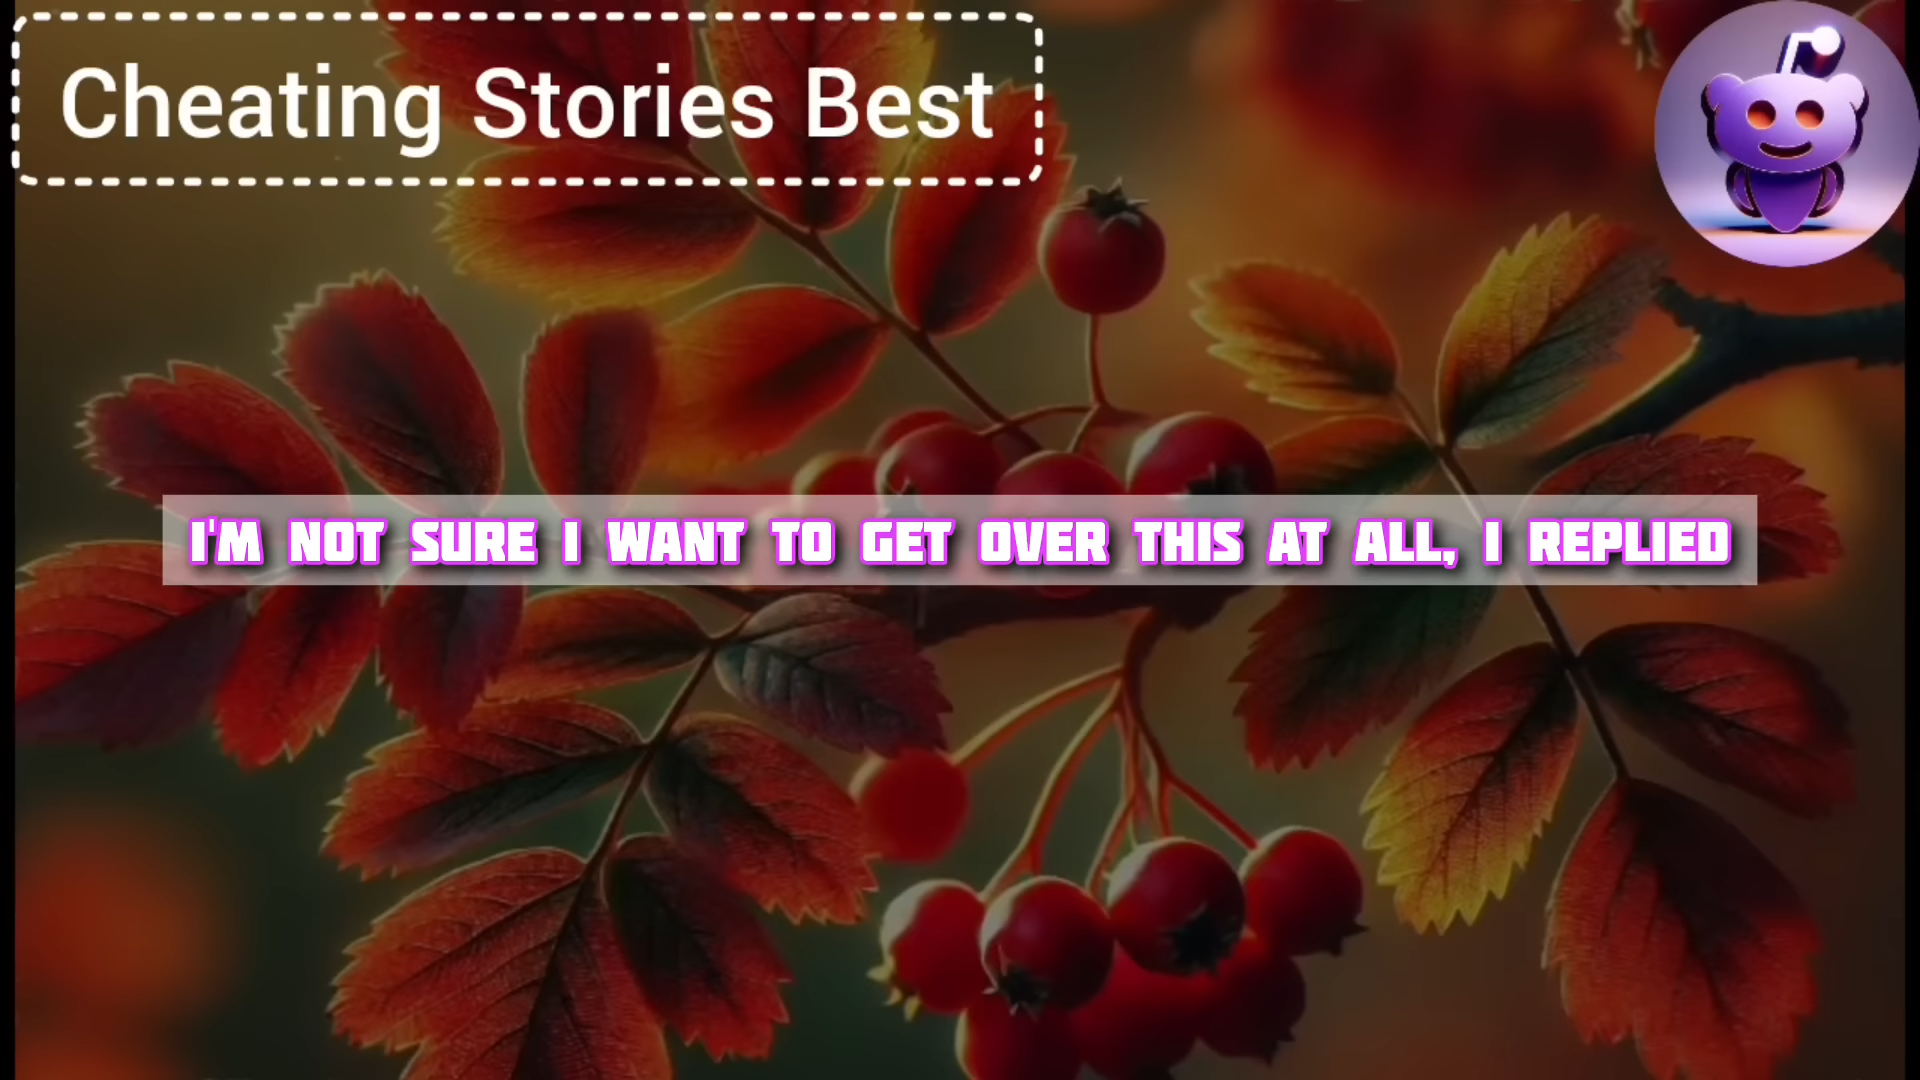 Cheating Stories Best
I'M NOT SURE I WANT TO GET OVER THIS AT ALL, I REPLIED